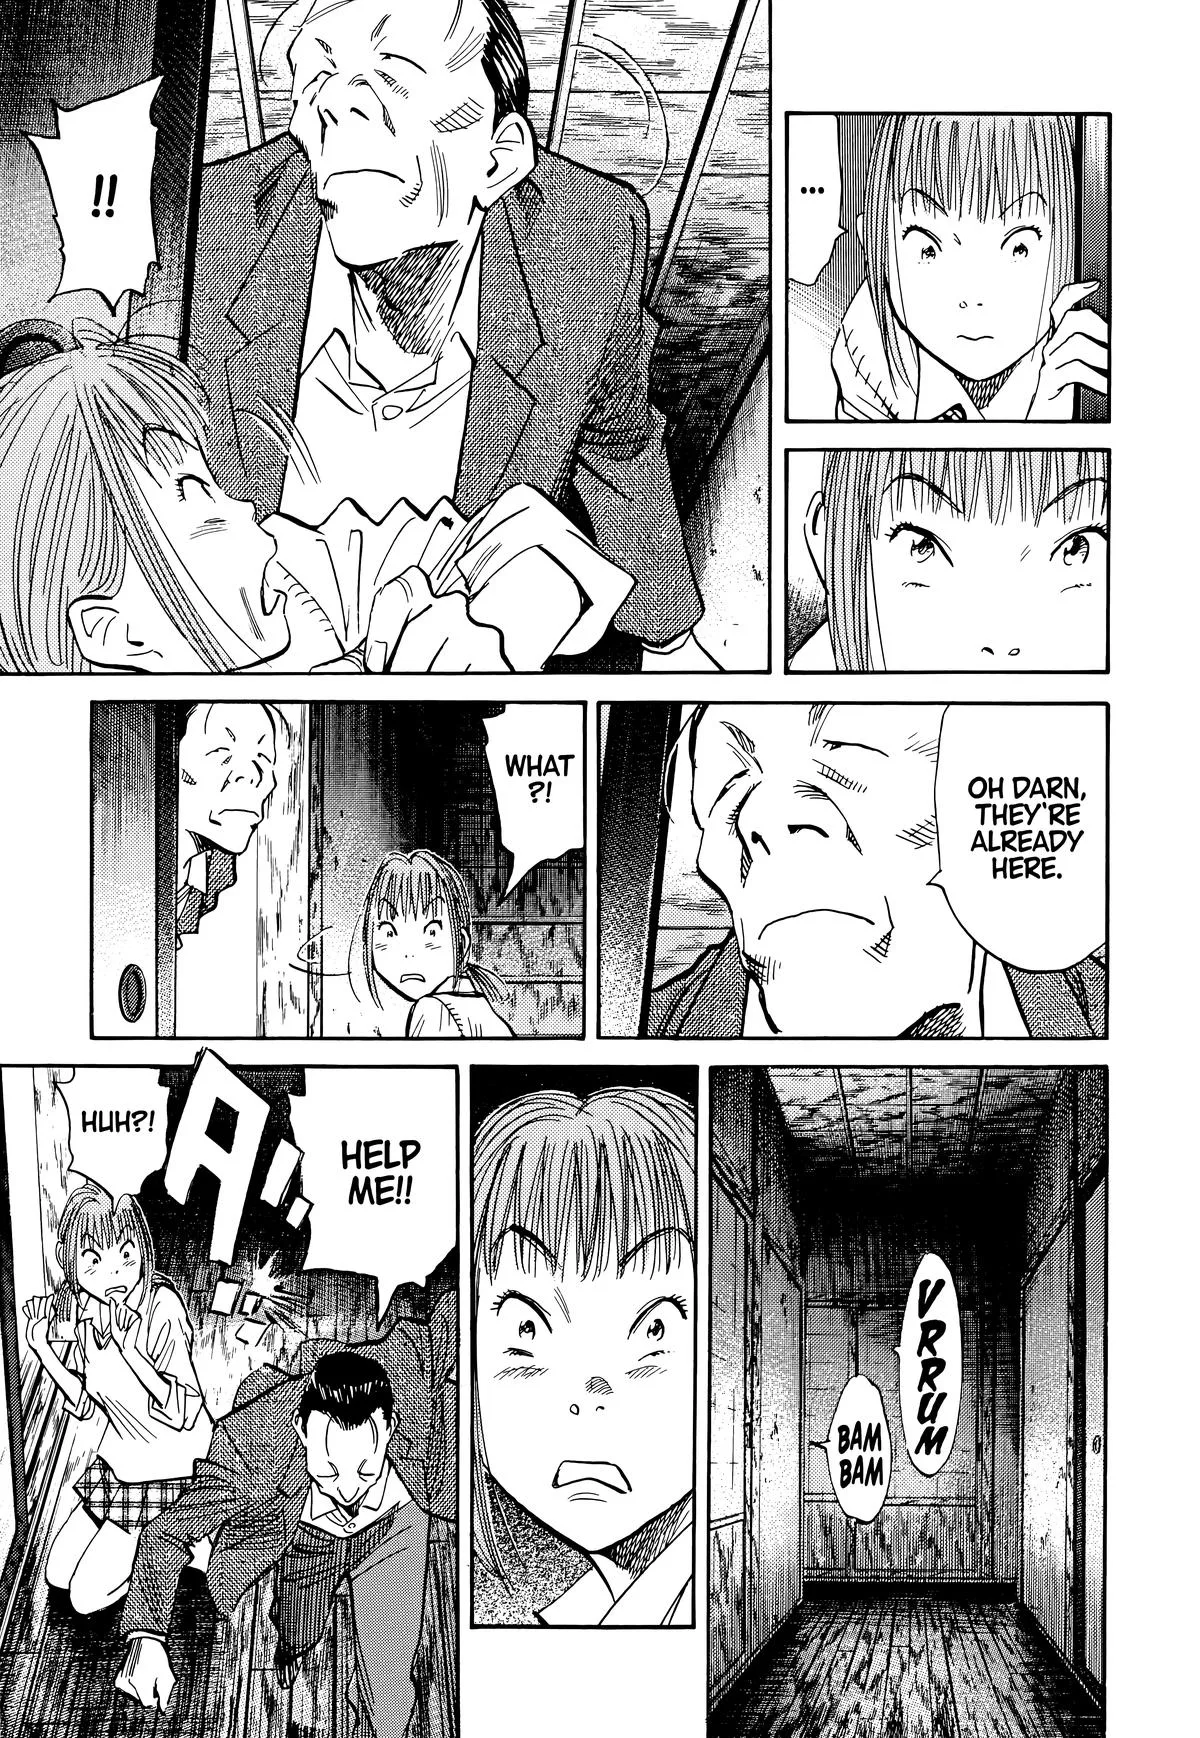 ...
!!
OH DARN,
THEY'RE
ALREADY
HERE.
WHAT
?!
VRRUM
BAM
BAM
HELP
ME!!
HUH?!